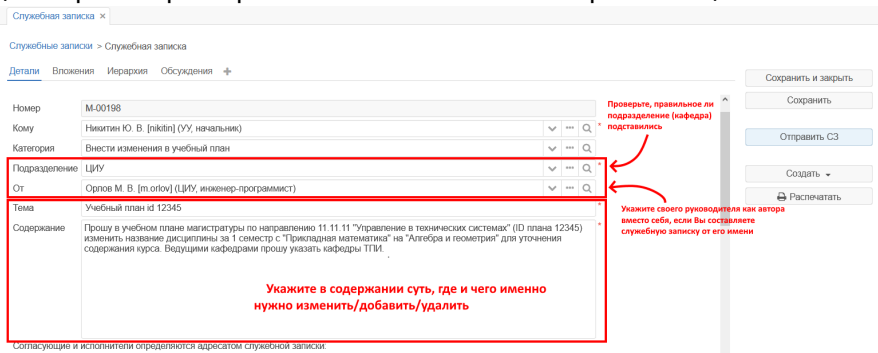 Служебная записка ×
Служебные записки > Служебная записка
Детали Вложения Иерархия Обсуждения +
Сохранить и закрыть
Сохранить
Отправить СЗ
Создать
Распечатать
Номер M-00198
Кому Никитин Ю. В. [nikitin] (УУ, начальник) *
Категория Внести изменения в учебный план
Подразделение ЦИУ *
От Орлов М. В. [m.orlov] (ЦИУ, инженер-программист)
Тема Учебный план id 12345 *
Содержание Прошу в учебном плане магистратуры по направлению 11.11.11 "Управление в технических системах" (ID плана 12345) *
изменить название дисциплины за 1 семестр с "Прикладная математика" на "Алгебра и геометрия" для уточнения
содержания курса. Ведущими кафедрами прошу указать кафедры ТПИ.
Проверьте, правильное ли
подразделение (кафедра)
подставились
Укажите своего руководителя как автора
вместо себя, если Вы составляете
служебную записку от его имени
Укажите в содержании суть, где и чего именно
нужно изменить/добавить/удалить
Согласующие и исполнители определяются адресатом служебной записки: